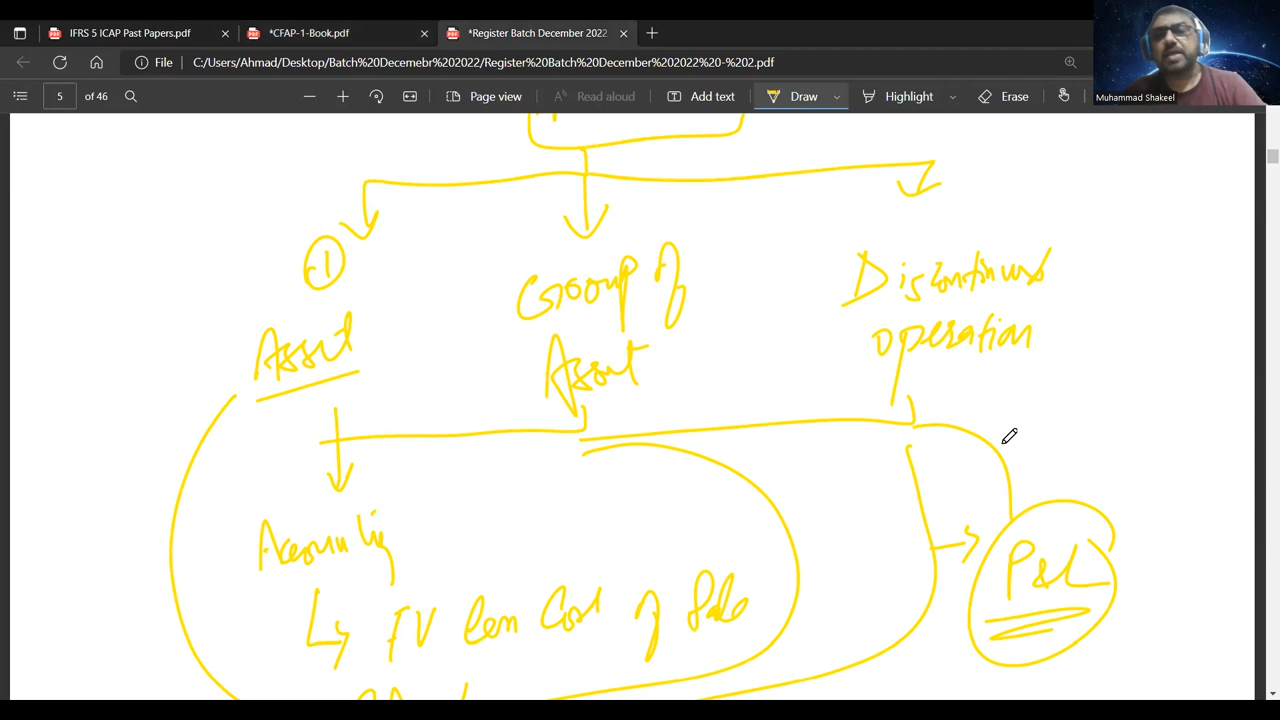 IFRS 5 ICAP Past Papers.pdf
*CFAP-1-Book.pdf
*Register Batch December 2022
File
C:/Users/Ahmad/Desktop/Batch%20Decemebr%202022/Register%20Batch%20December%202022%20-%202.pdf
5 of 46
Page view
Read aloud
Add text
Draw
Highlight
Erase
Muhammad Shakeel
1
Asset
Group of
Asset
Discontinued
operation
Accounting
FV less Cost of Sale
P&L